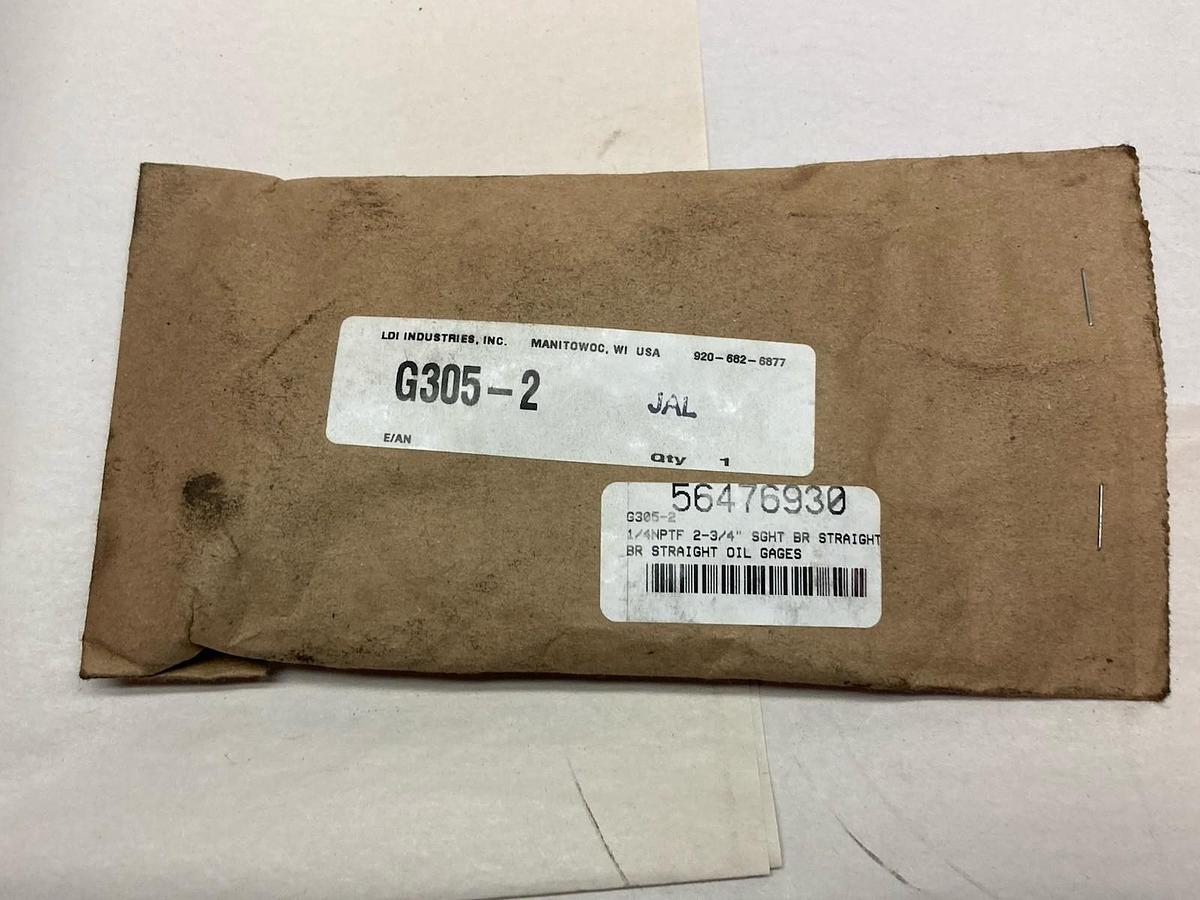 LDI INDUSTRIES, INC. MANITOWOC, WI USA 920-682-6877
G305-2 JAL
E/AN
Qty 1
56476930
G305-2
1/4NPTF 2-3/4" SGHT BR STRAIGHT
BR STRAIGHT OIL GAGES